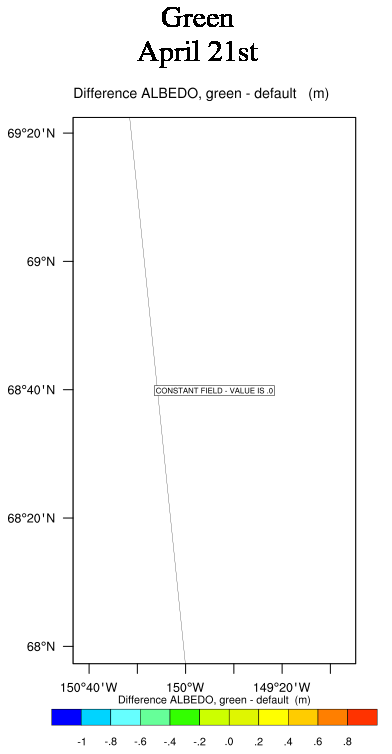 Green
April 21st
Difference ALBEDO, green - default (m)
69°20'N
69°N
68°40'N
CONSTANT FIELD - VALUE IS .0
68°20'N
68°N
150°40'W 150°W 149°20'W
Difference ALBEDO, green - default (m)
-1 -.8 -.6 -.4 -.2 .0 .2 .4 .6 .8